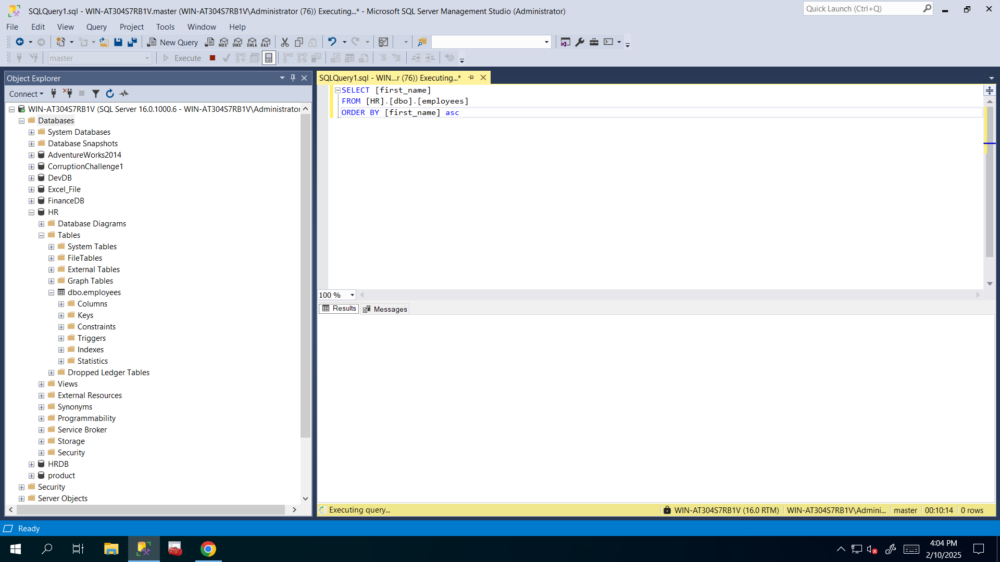 SQLQuery1.sql - WIN-AT304S7RB1V.master (WIN-AT304S7RB1V\Administrator (76)) Executing...* - Microsoft SQL Server Management Studio (Administrator)
Quick Launch (Ctrl+Q)
File Edit View Query Project Tools Window Help
New Query
MDX DMX XMLA DAX
master
Execute
Object Explorer
SQLQuery1.sql - WIN...r (76)) Executing...*
Connect
WIN-AT304S7RB1V (SQL Server 16.0.1000.6 - WIN-AT304S7RB1V\Administrator
Databases
System Databases
Database Snapshots
AdventureWorks2014
CorruptionChallenge1
DevDB
Excel_File
FinanceDB
HR
Database Diagrams
Tables
System Tables
FileTables
External Tables
Graph Tables
dbo.employees
Columns
Keys
Constraints
Triggers
Indexes
Statistics
Dropped Ledger Tables
Views
External Resources
Synonyms
Programmability
Service Broker
Storage
Security
HRDB
product
Security
Server Objects
SELECT [first_name]
FROM [HR].[dbo].[employees]
ORDER BY [first_name] asc
100 %
Results Messages
Executing query...
WIN-AT304S7RB1V (16.0 RTM)
WIN-AT304S7RB1V\Admini...
master
00:10:14
0 rows
Ready
4:04 PM
2/10/2025